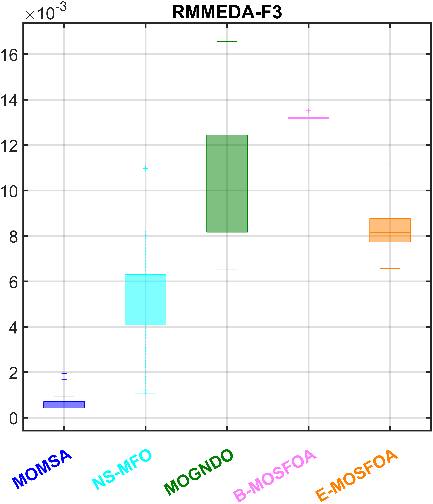 ×10-3
RMMEDA-F3
16
14
12
10
8
6
4
2
0
MOMSA
NS-MFO
MOGNDO
B-MOSFOA
E-MOSFOA